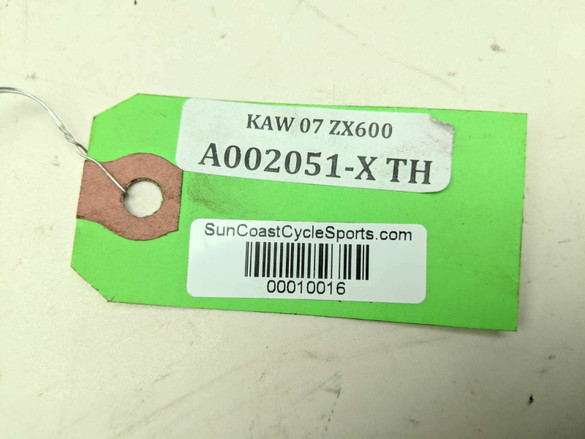 KAW 07 ZX600
A002051-X TH
SunCoastCycleSports.com
00010016